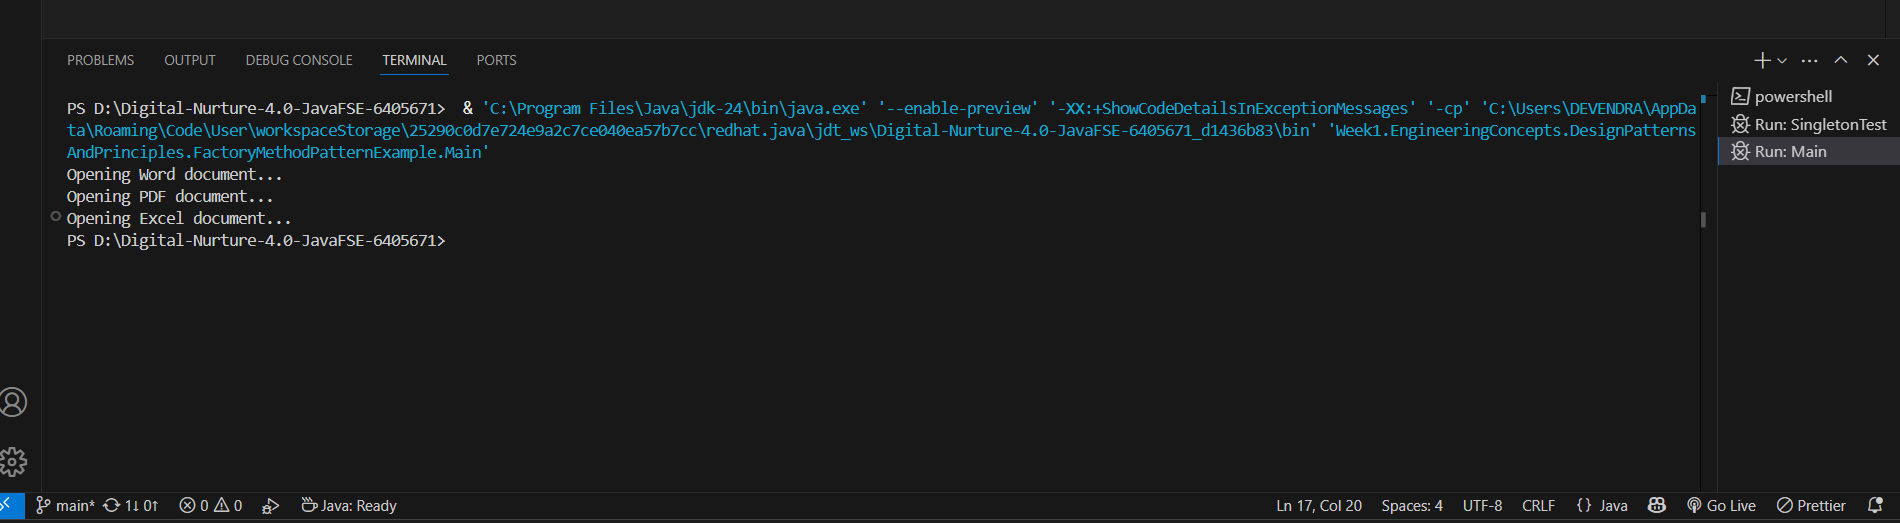 PROBLEMS OUTPUT DEBUG CONSOLE TERMINAL PORTS
PS D:\Digital-Nurture-4.0-JavaFSE-6405671> & 'C:\Program Files\Java\jdk-24\bin\java.exe' '--enable-preview' '-XX:+ShowCodeDetailsInExceptionMessages' '-cp' 'C:\Users\DEVENDRA\AppDa
ta\Roaming\Code\User\workspaceStorage\25290c0d7e724e9a2c7ce040ea57b7cc\redhat.java\jdt_ws\Digital-Nurture-4.0-JavaFSE-6405671_d1436b83\bin' 'Week1.EngineeringConcepts.DesignPatterns
AndPrinciples.FactoryMethodPatternExample.Main'
Opening Word document...
Opening PDF document...
Opening Excel document...
PS D:\Digital-Nurture-4.0-JavaFSE-6405671>
powershell
Run: SingletonTest
Run: Main
main* 1↓ 0↑ 0 0 Java: Ready Ln 17, Col 20 Spaces: 4 UTF-8 CRLF {} Java Go Live Prettier